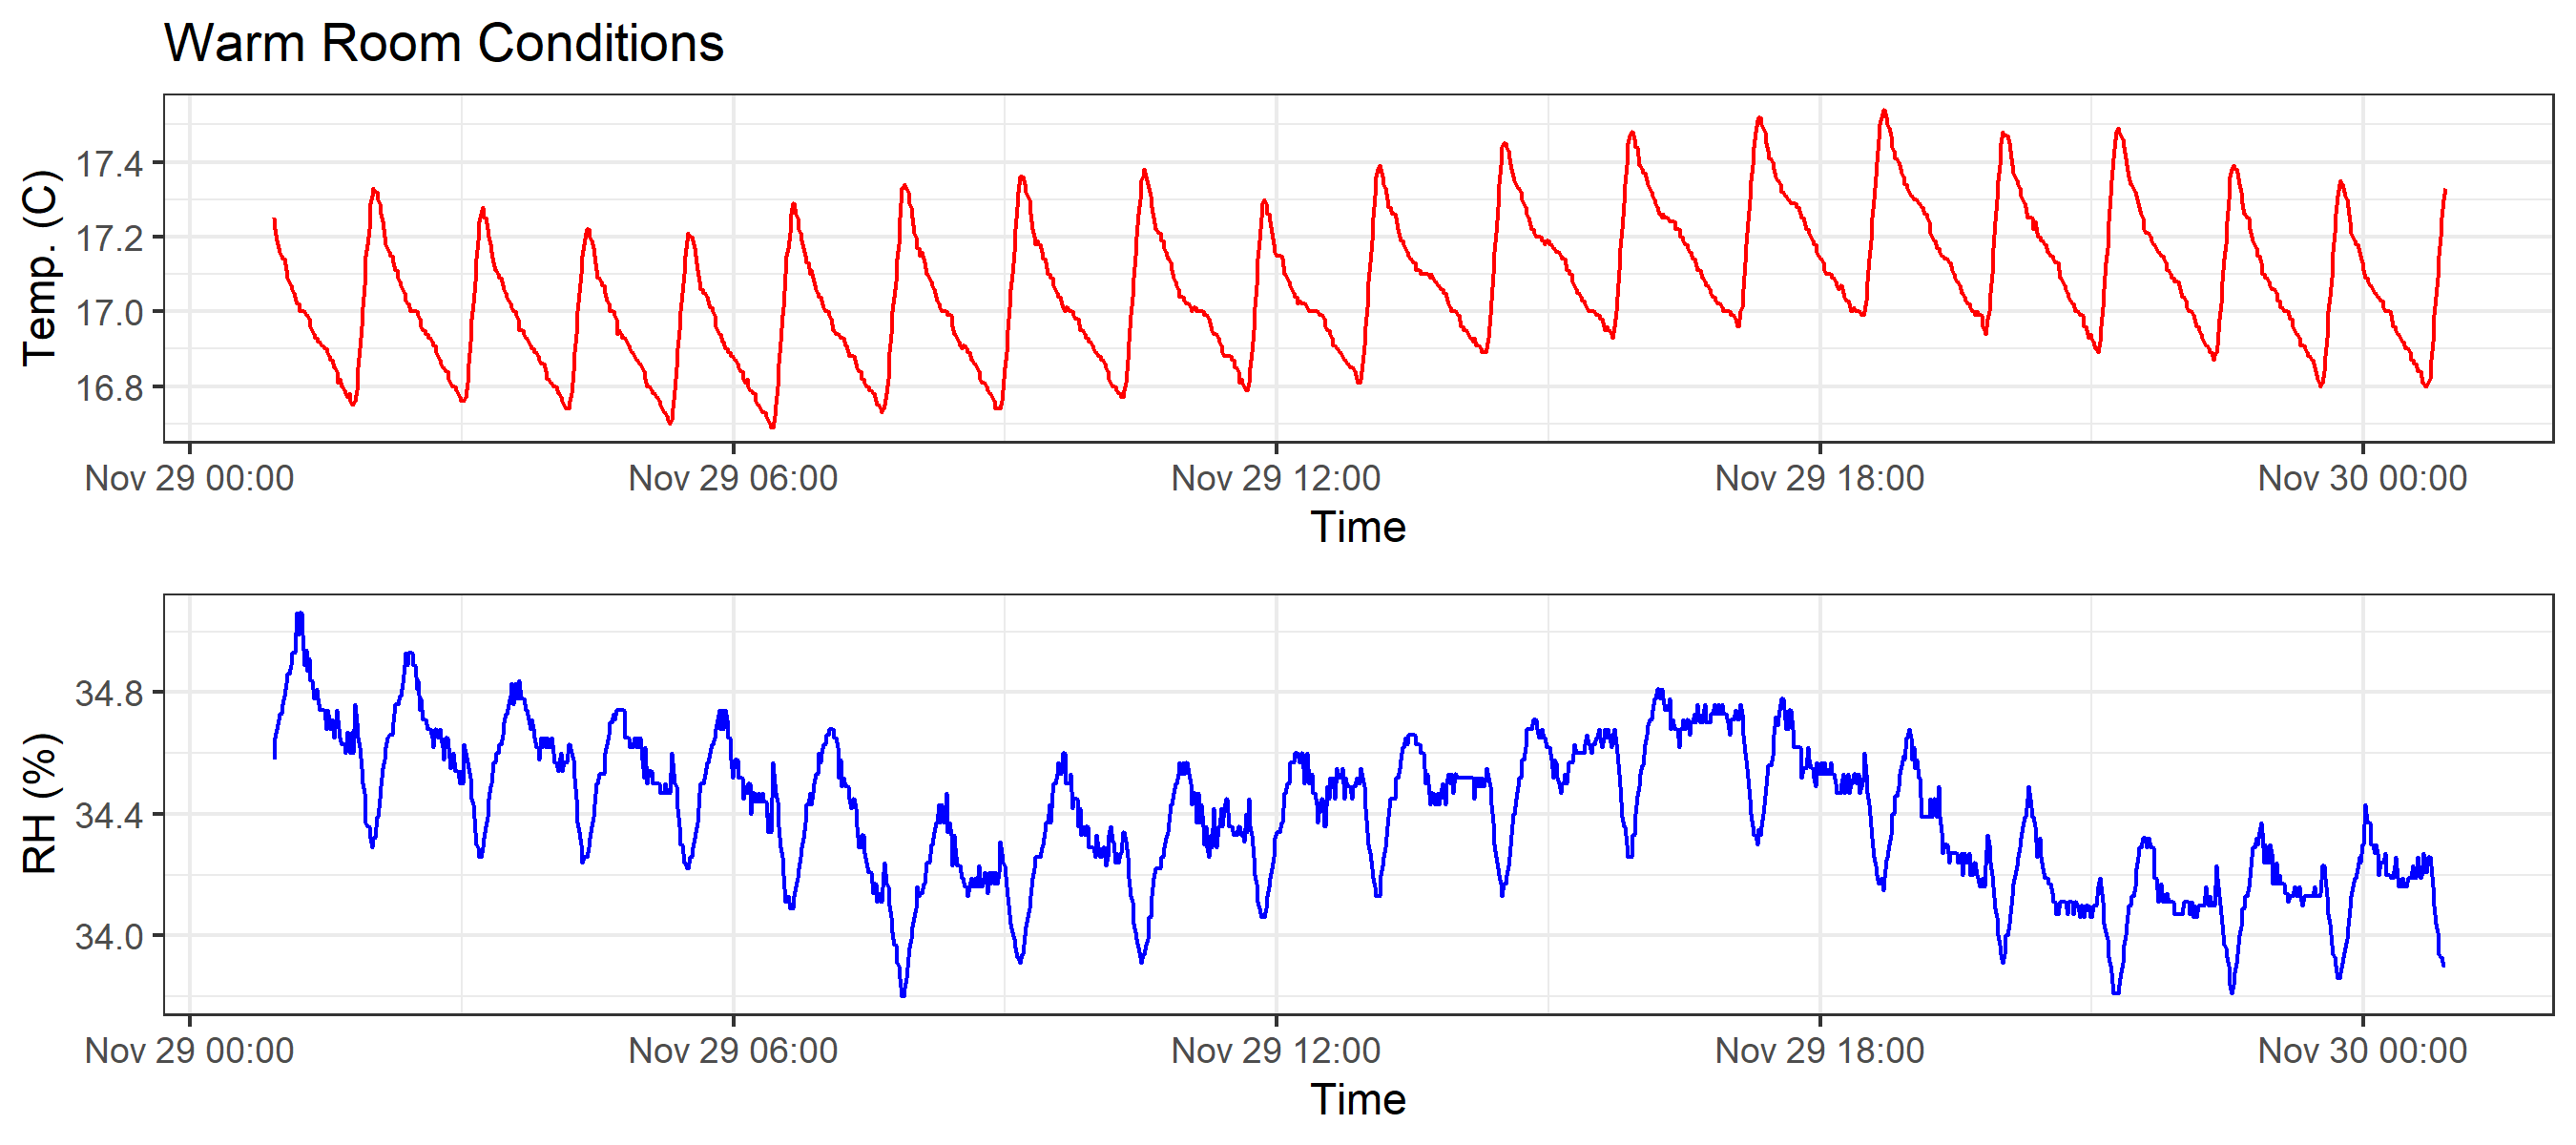 Warm Room Conditions
Temp. (C)
17.4
17.2
17.0
16.8
Nov 29 00:00 Nov 29 06:00 Nov 29 12:00 Nov 29 18:00 Nov 30 00:00
Time
RH (%)
34.8
34.4
34.0
Nov 29 00:00 Nov 29 06:00 Nov 29 12:00 Nov 29 18:00 Nov 30 00:00
Time